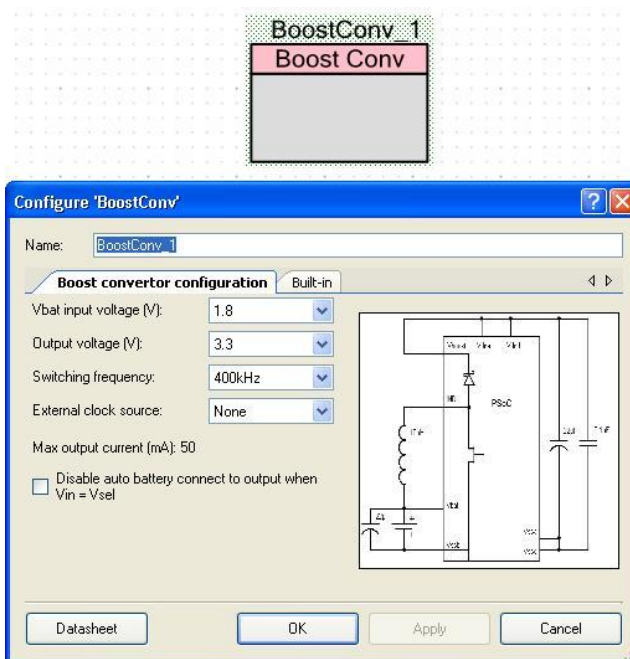 BoostConv_1
Boost Conv
Configure 'BoostConv'
Name: BoostConv_1
Boost convertor configuration Built-in
Vbat input voltage (V): 1.8
Output voltage (V): 3.3
Switching frequency: 400kHz
External clock source: None
Max output current (mA): 50
Disable auto battery connect to output when
Vin = Vsel
PSoC
Vbat
Datasheet OK Apply Cancel